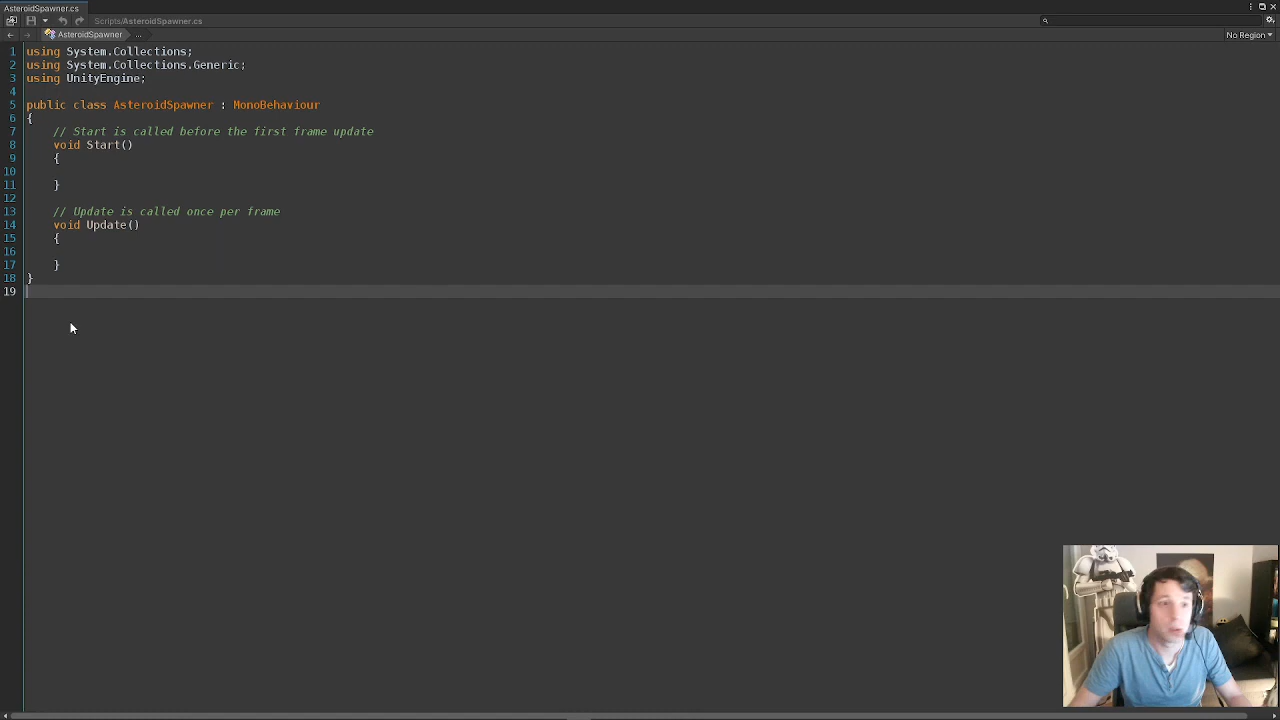 AsteroidSpawner.cs
Scripts/AsteroidSpawner.cs
AsteroidSpawner
...
No Region
1 using System.Collections;
2 using System.Collections.Generic;
3 using UnityEngine;
4
5 public class AsteroidSpawner : MonoBehaviour
6 {
7 // Start is called before the first frame update
8 void Start()
9 {
10
11 }
12
13 // Update is called once per frame
14 void Update()
15 {
16
17 }
18 }
19